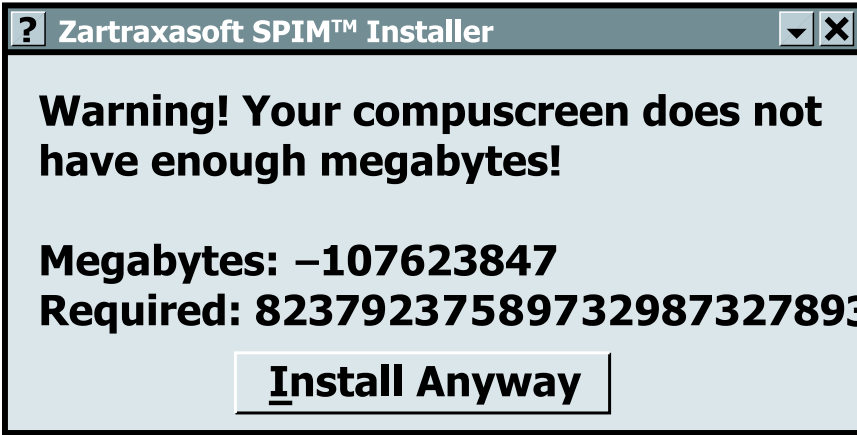 ? Zartraxasoft SPIM™ Installer
Warning! Your compuscreen does not
have enough megabytes!
Megabytes: –107623847
Required: 82379237589732987327893
Install Anyway